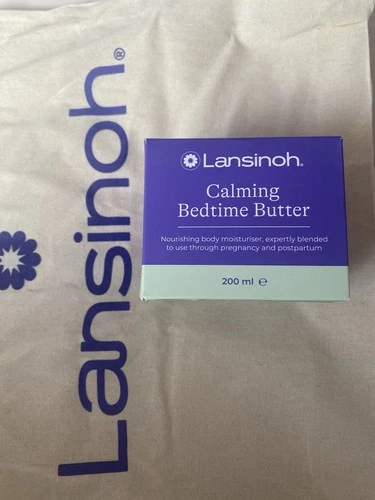 Lansinoh®
Lansinoh.
Calming
Bedtime Butter
Nourishing body moisturiser, expertly blended
to use through pregnancy and postpartum
200 ml ℮